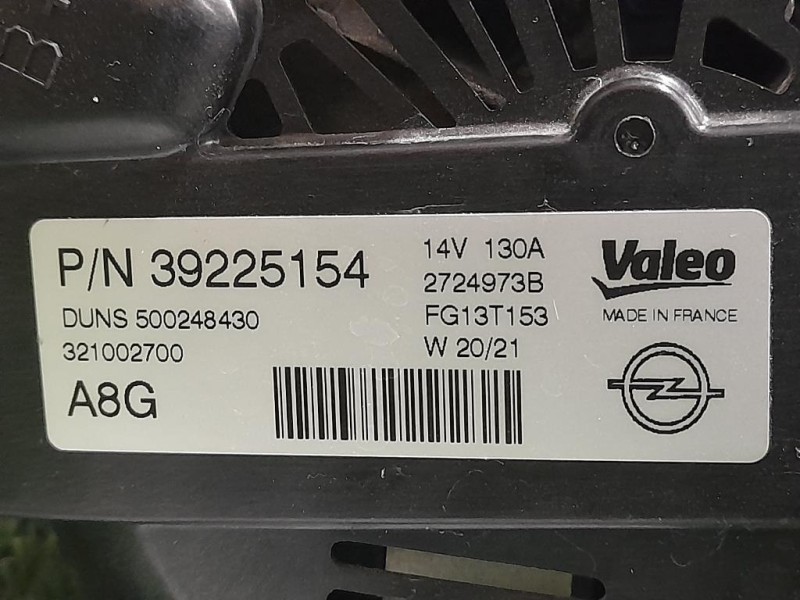 B+
P/N 39225154
DUNS 500248430
321002700
A8G
14V 130A
2724973B
FG13T153
W 20/21
Valeo
MADE IN FRANCE